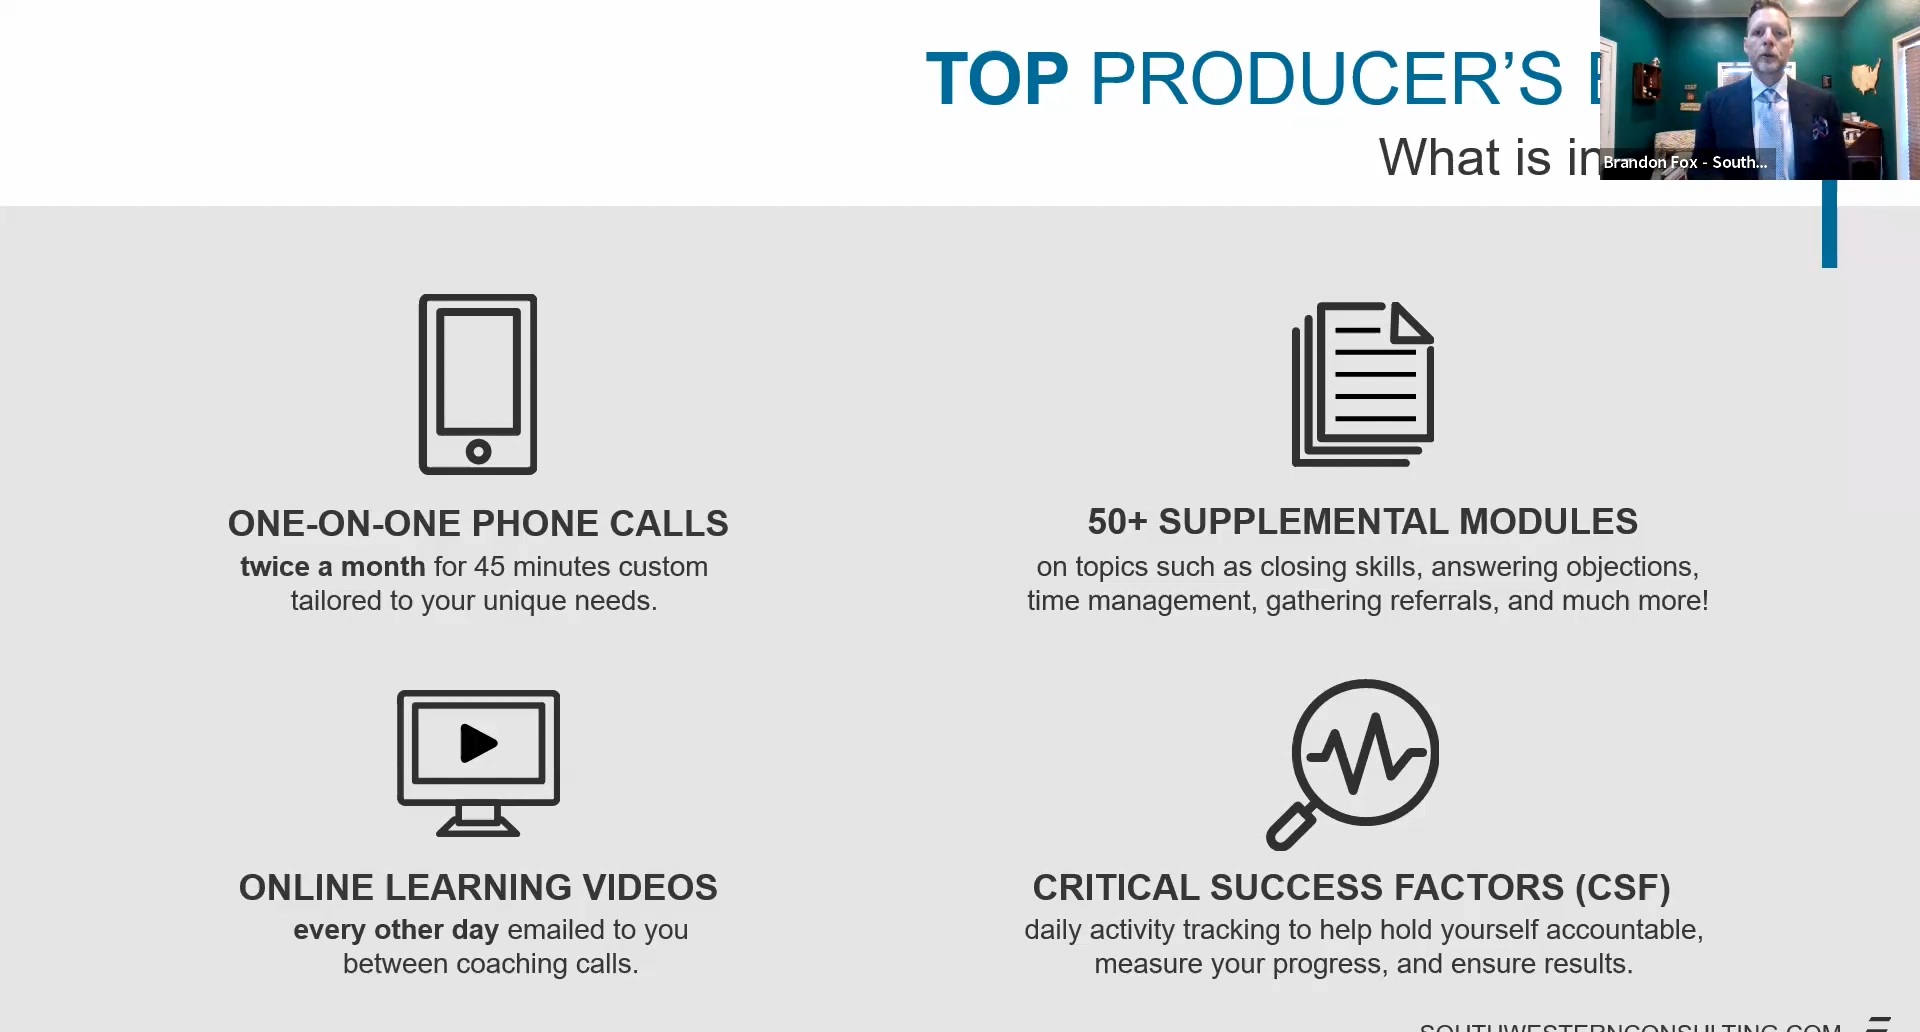 TOP PRODUCER'S
What is
Brandon Fox - South...
ONE-ON-ONE PHONE CALLS
twice a month for 45 minutes custom
tailored to your unique needs.
50+ SUPPLEMENTAL MODULES
on topics such as closing skills, answering objections,
time management, gathering referrals, and much more!
ONLINE LEARNING VIDEOS
every other day emailed to you
between coaching calls.
CRITICAL SUCCESS FACTORS (CSF)
daily activity tracking to help hold yourself accountable,
measure your progress, and ensure results.
SOUTHWESTERNCONSULTING.COM